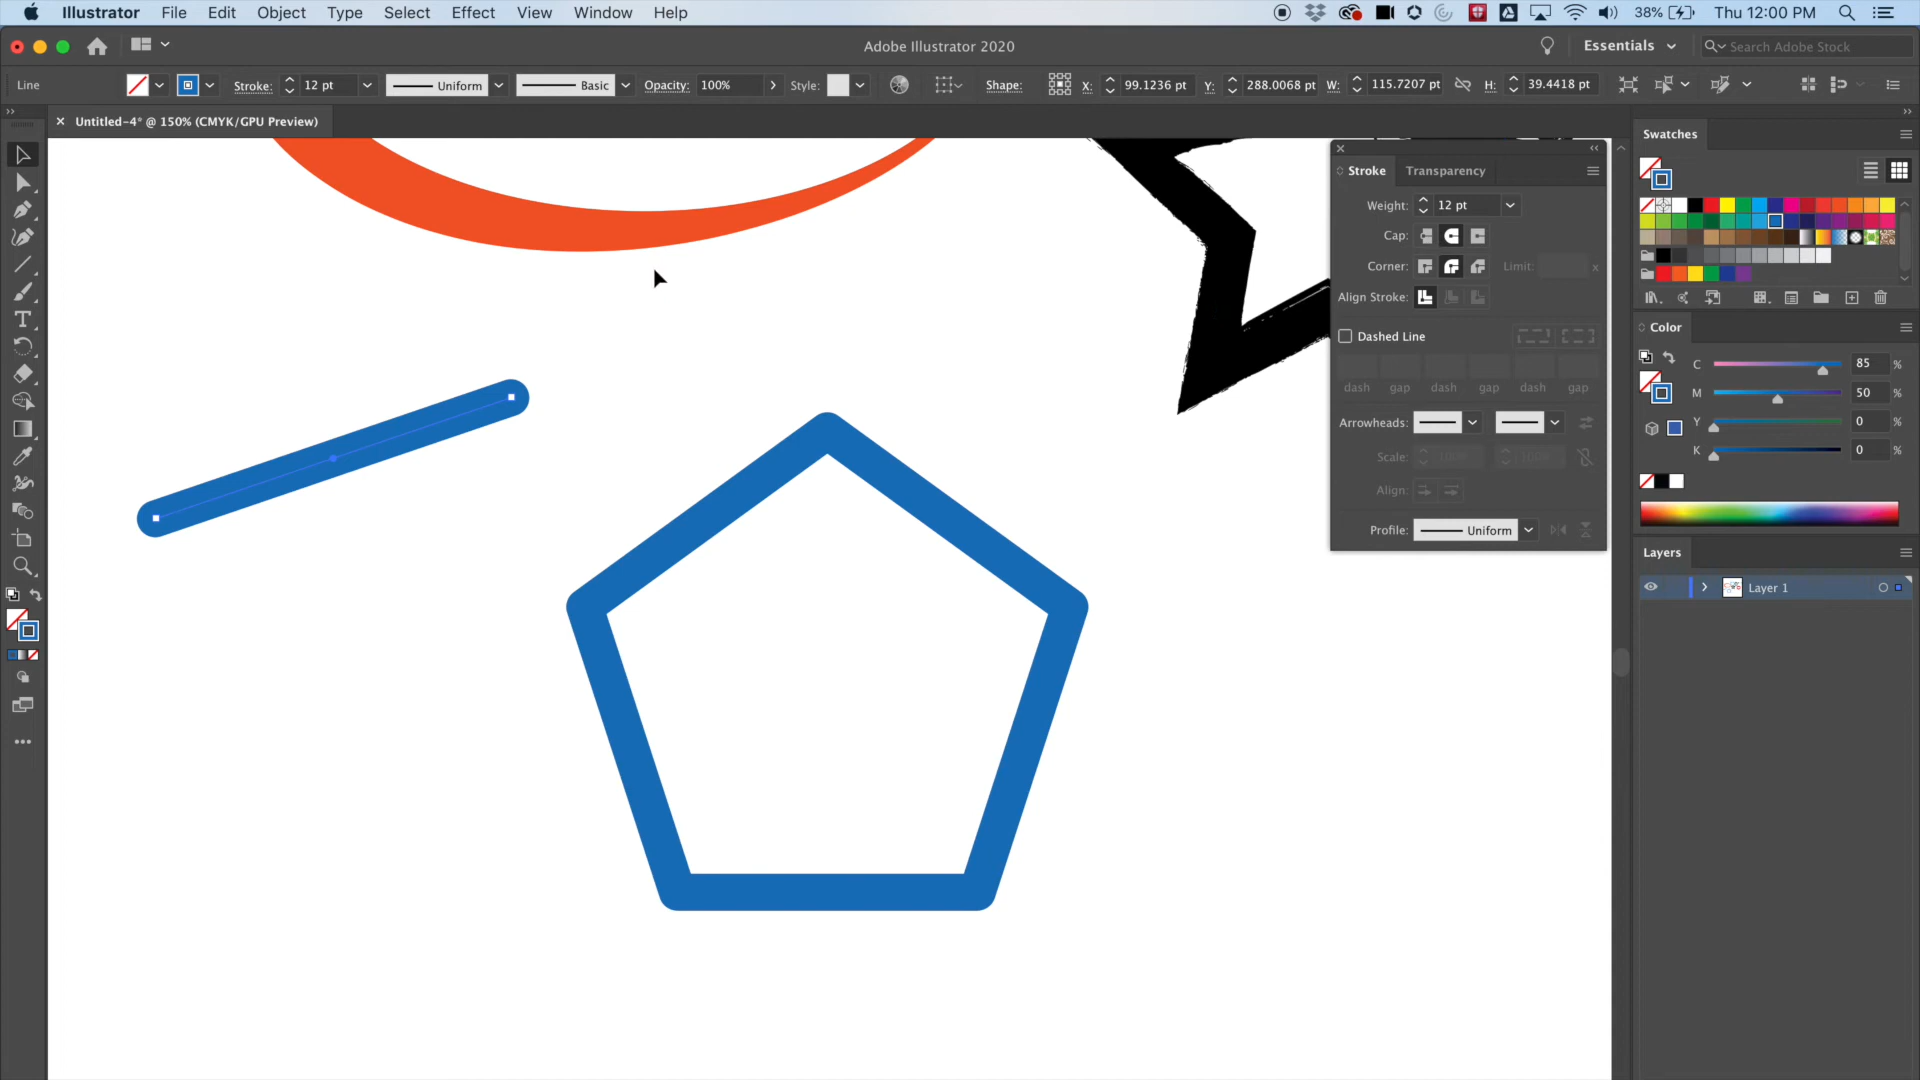 Illustrator File Edit Object Type Select Effect View Window Help 38% Thu 12:00 PM
Adobe Illustrator 2020 Essentials Search Adobe Stock
Line Stroke: 12 pt Uniform Basic Opacity: 100% Style: Shape: X: 99.1236 pt Y: 288.0068 pt W: 115.7207 pt H: 39.4418 pt
Untitled-4* @ 150% (CMYK/GPU Preview)
Stroke Transparency
Weight: 12 pt
Cap:
Corner: Limit: x
Align Stroke:
Dashed Line
dash gap dash gap dash gap
Arrowheads:
Scale: 100% 100%
Align:
Profile: Uniform
Swatches
Color
C 85 %
M 50 %
Y 0 %
K 0 %
Layers
Layer 1